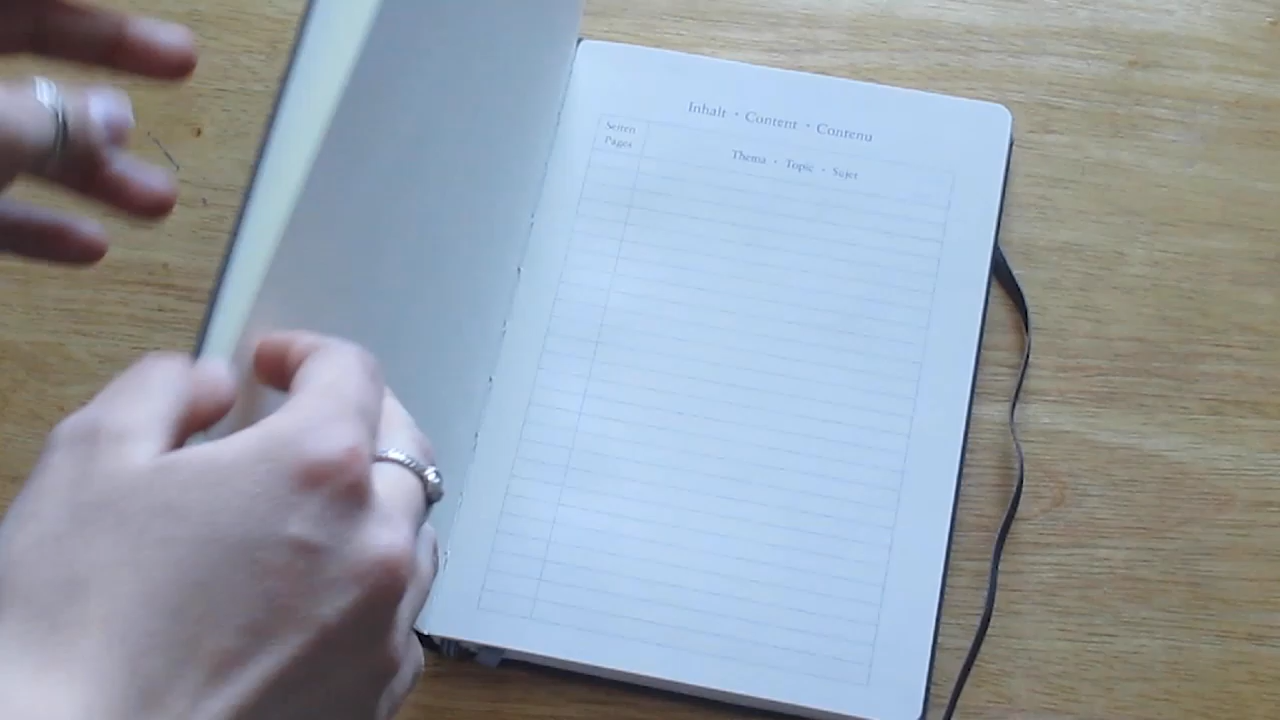 Inhalt · Content · Contenu
Seiten
Pages
Thema · Topic · Sujet